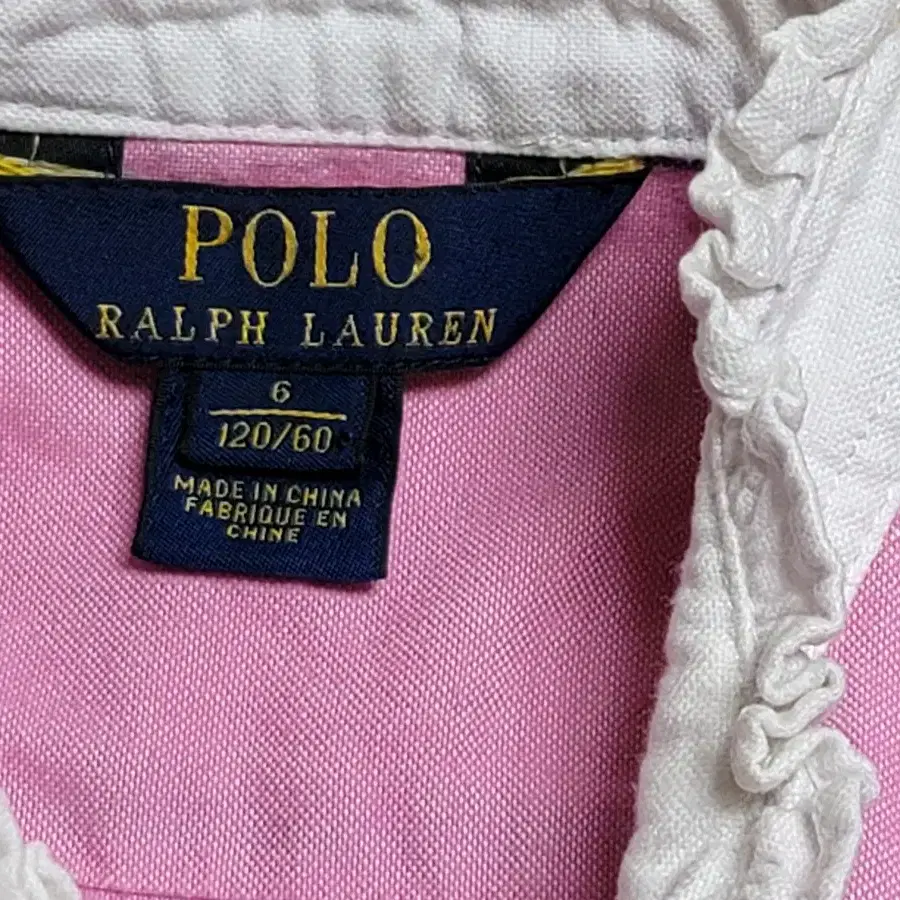 POLO
RALPH LAUREN
6
120/60
MADE IN CHINA
FABRIQUE EN
CHINE